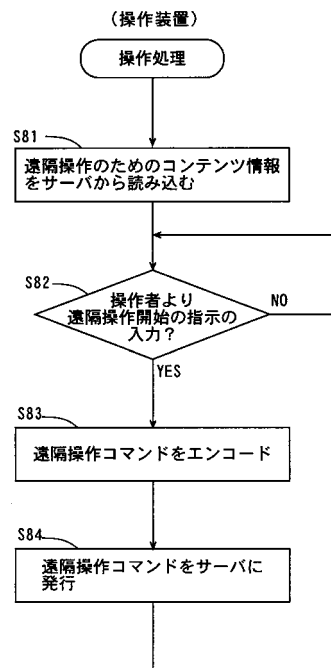 (操作装置)
操作処理
S81
遠隔操作のためのコンテンツ情報
をサーバから読み込む
S82
操作者より
遠隔操作開始の指示の
入力？
NO
YES
S83
遠隔操作コマンドをエンコード
S84
遠隔操作コマンドをサーバに
発行